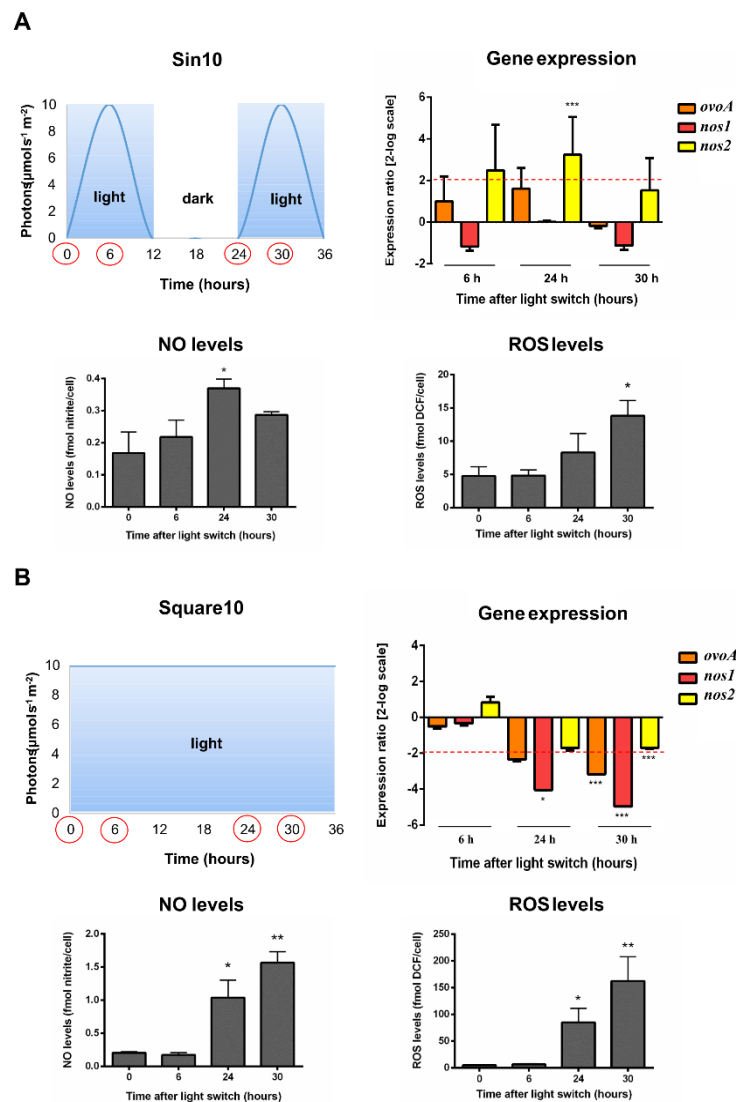 A
Sin10
Photons(μmols⁻¹ m⁻²)
10
8
6
4
2
0
light
dark
light
0 6 12 18 24 30 36
Time (hours)
Gene expression
Expression ratio [2-log scale]
6
4
2
0
-2
***
ovoA
nos1
nos2
6 h 24 h 30 h
Time after light switch (hours)
NO levels
NO levels (fmol nitrite/cell)
0.4
0.3
0.2
0.1
0.0
*
0 6 24 30
Time after light switch (hours)
ROS levels
ROS levels (fmol DCF/cell)
20
15
10
5
0
*
0 6 24 30
Time after light switch (hours)
B
Square10
Photons(μmols⁻¹ m⁻²)
10
8
6
4
2
0
light
0 6 12 18 24 30 36
Time (hours)
Gene expression
Expression ratio [2-log scale]
4
2
0
-2
-4
-6
* *** *** ***
ovoA
nos1
nos2
6 h 24 h 30 h
Time after light switch (hours)
NO levels
NO levels (fmol nitrite/cell)
2.0
1.5
1.0
0.5
0.0
* **
0 6 24 30
Time after light switch (hours)
ROS levels
ROS levels (fmol DCF/cell)
250
200
150
100
50
0
* **
0 6 24 30
Time after light switch (hours)